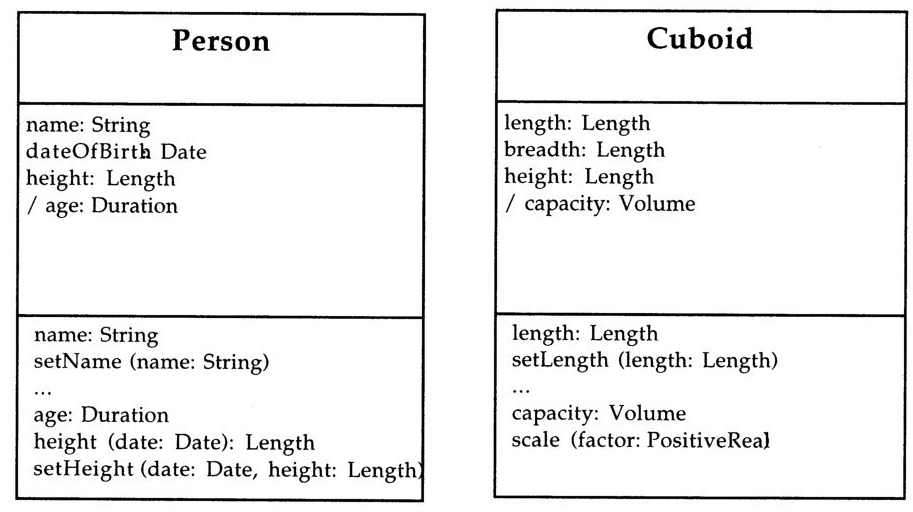 Person
name: String
dateOfBirth Date
height: Length
/ age: Duration
name: String
setName (name: String)
...
age: Duration
height (date: Date): Length
setHeight (date: Date, height: Length)
Cuboid
length: Length
breadth: Length
height: Length
/ capacity: Volume
length: Length
setLength (length: Length)
...
capacity: Volume
scale (factor: PositiveReal